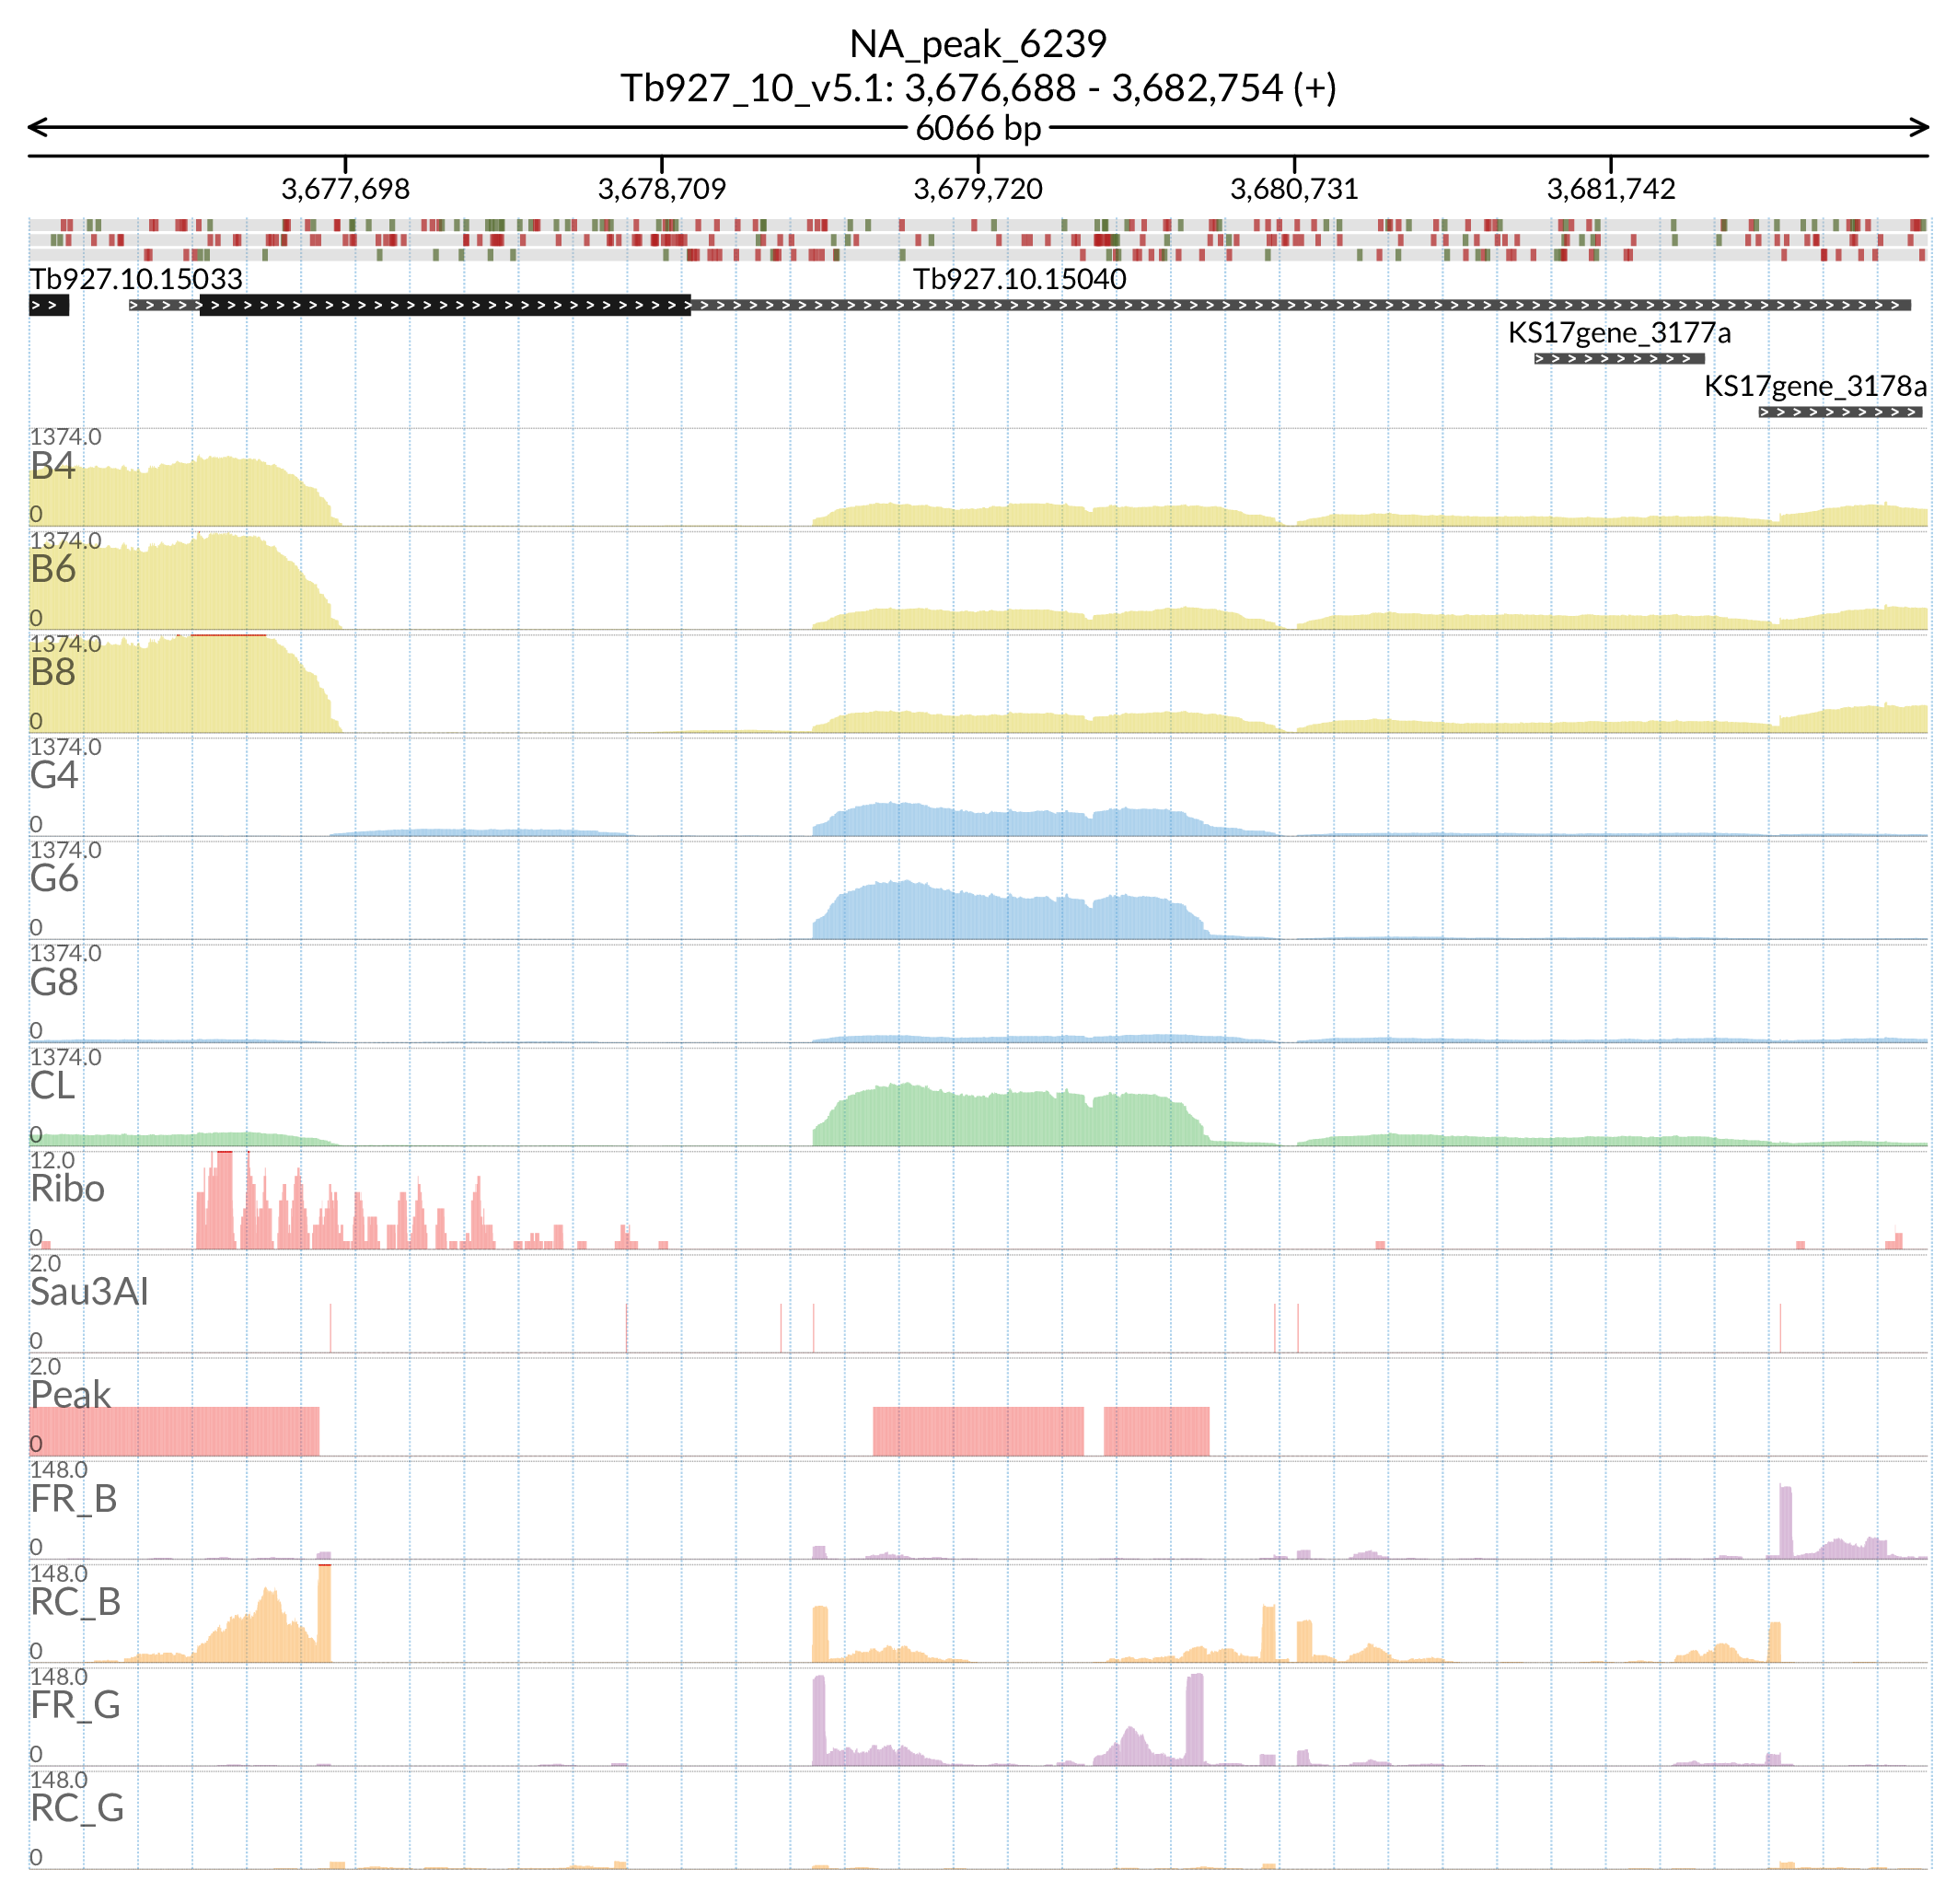 NA_peak_6239
Tb927_10_v5.1: 3,676,688 - 3,682,754 (+)
6066 bp
3,677,698 3,678,709 3,679,720 3,680,731 3,681,742
Tb927.10.15033 Tb927.10.15040
KS17gene_3177a
KS17gene_3178a
1374.0
B4
0
1374.0
B6
0
1374.0
B8
0
1374.0
G4
0
1374.0
G6
0
1374.0
G8
0
1374.0
CL
0
12.0
Ribo
0
2.0
Sau3AI
0
2.0
Peak
0
148.0
FR_B
0
148.0
RC_B
0
148.0
FR_G
0
148.0
RC_G
0